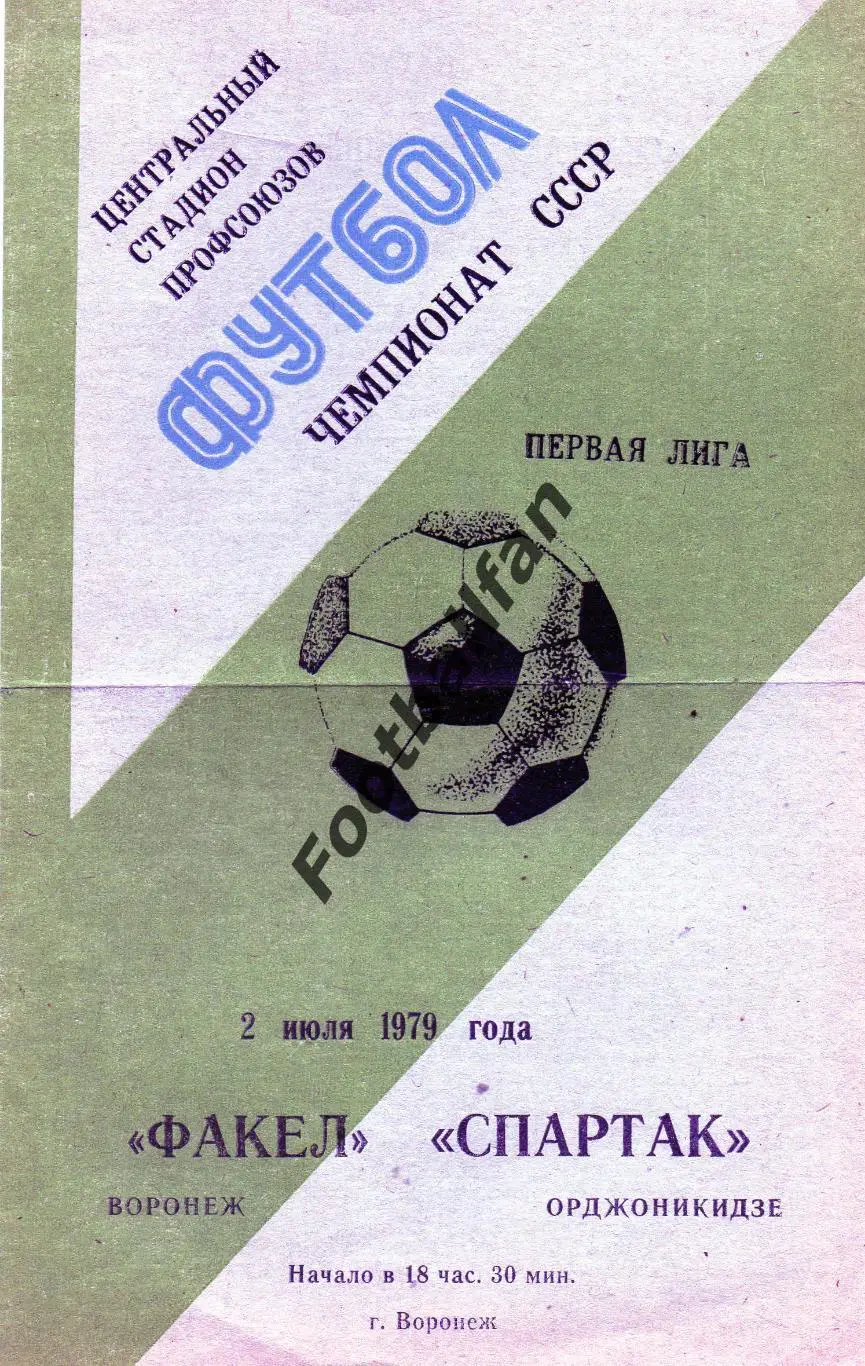 ЦЕНТРАЛЬНЫЙ
СТАДИОН
ПРОФСОЮЗОВ
ФУТБОЛ
ЧЕМПИОНАТ СССР
ПЕРВАЯ ЛИГА
Footballfan
2 июля 1979 года
«ФАКЕЛ» «СПАРТАК»
ВОРОНЕЖ ОРДЖОНИКИДЗЕ
Начало в 18 час. 30 мин.
г. Воронеж